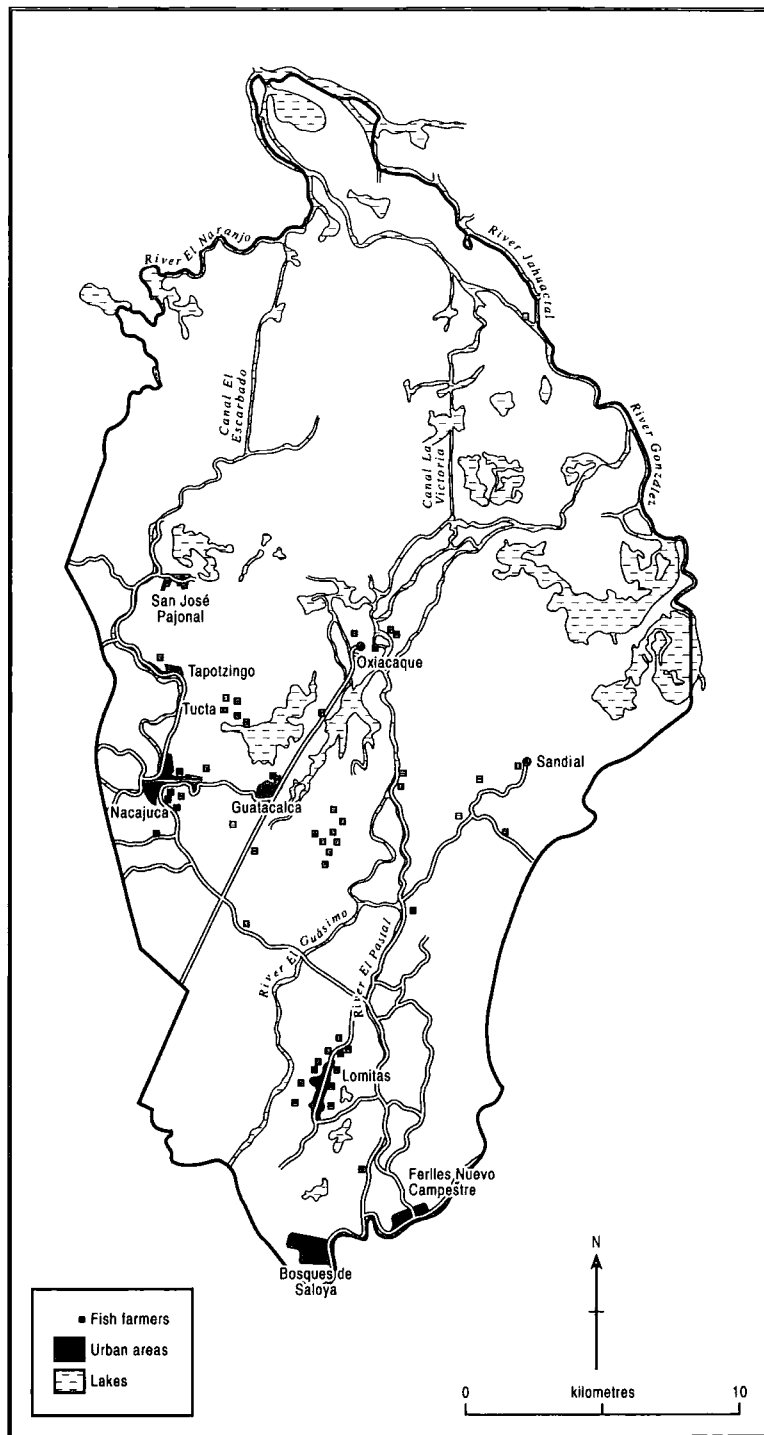 River El Naranjo
River Jahuactal
Canal El
Escarbado
Canal La
Victoria
River González
San José
Pajonal
Oxiacaque
Tapotzingo
Tucta
Sandial
Nacajuca
Guatacalca
River El Guásimo
River El Pastal
Lomitas
Ferlles Nuevo
Campestre
Bosques de
Saloya
N
Fish farmers
Urban areas
Lakes
0 kilometres 10